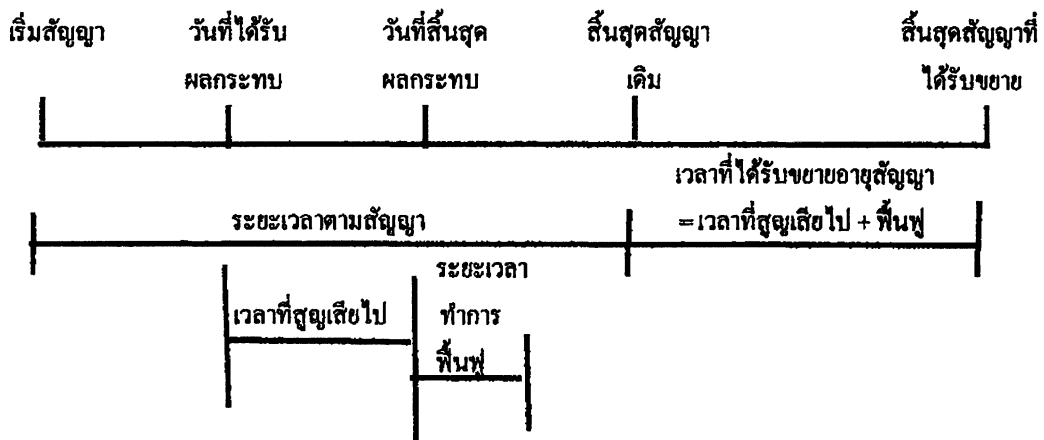 เริ่มสัญญา วันที่ได้รับ วันที่สิ้นสุด สิ้นสุดสัญญา สิ้นสุดสัญญาที่
ผลกระทบ ผลกระทบ เดิม ได้รับขยาย
เวลาที่ได้รับขยายอายุสัญญา
ระยะเวลาตามสัญญา =เวลาที่สูญเสียไป + ฟื้นฟู
ระยะเวลา
เวลาที่สูญเสียไป ทำการ
ฟื้นฟู